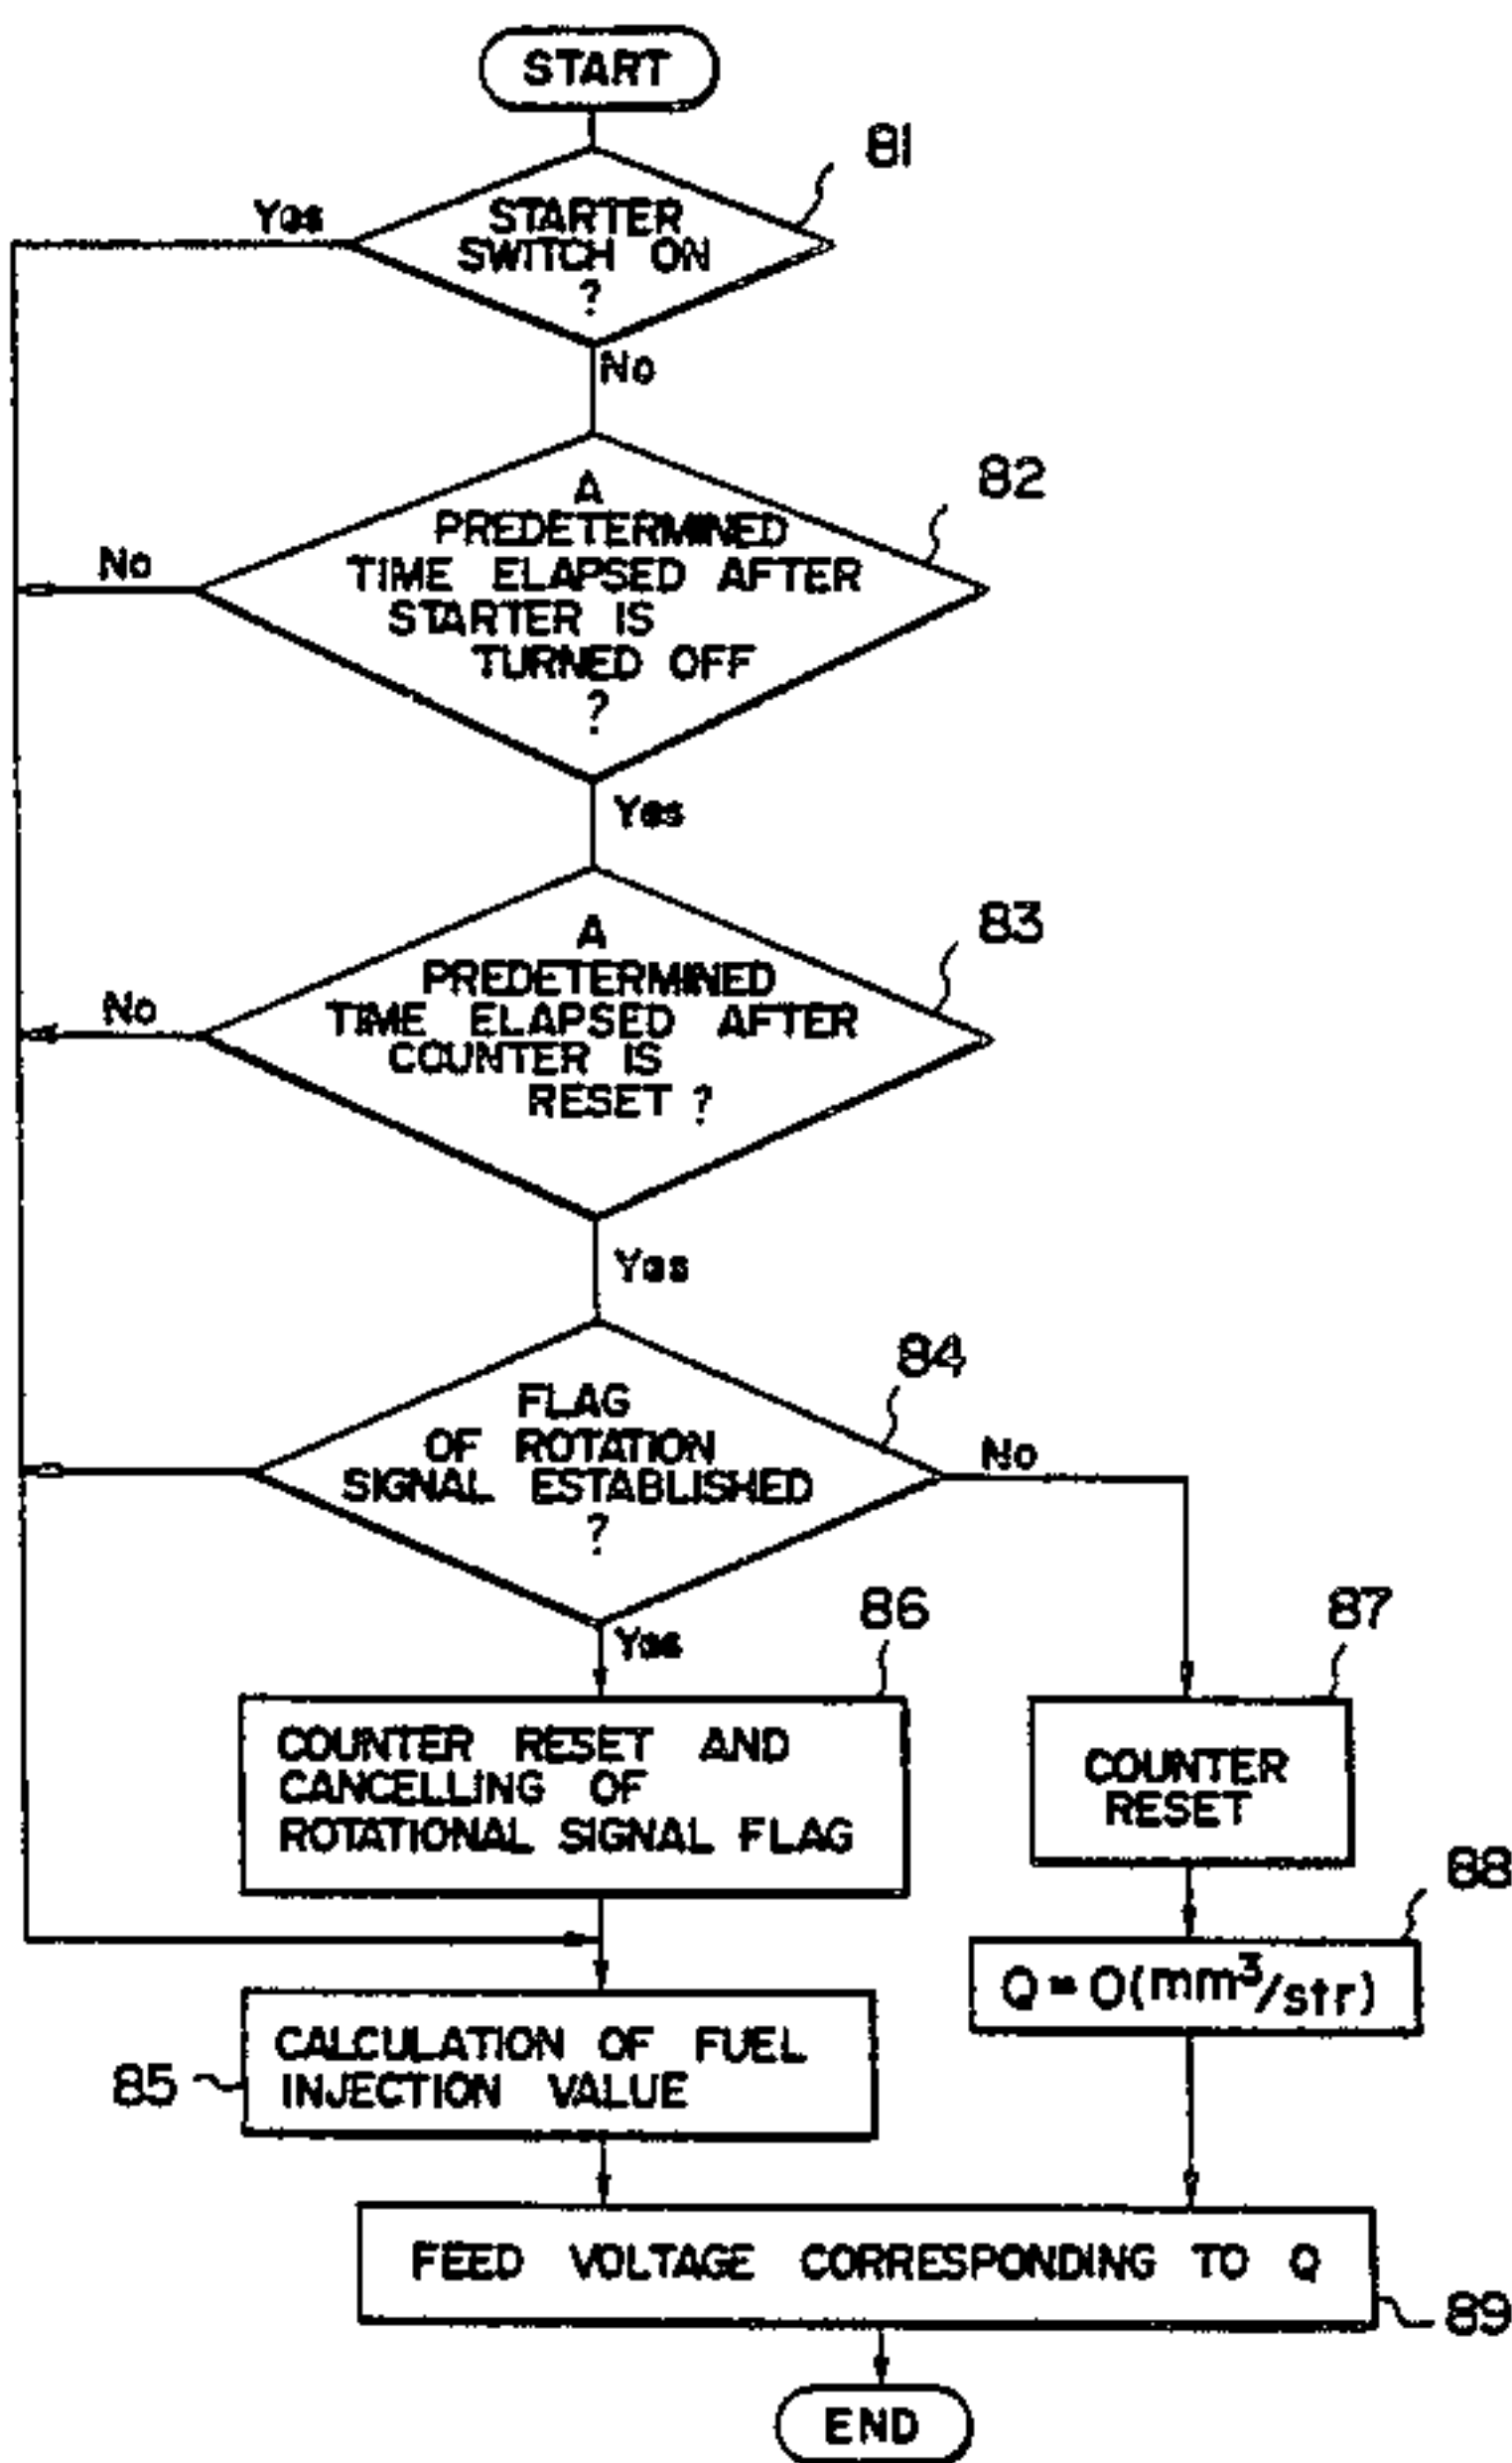 START
81
Yes
STARTER
SWITCH ON
?
No
82
A
PREDETERMINED
TIME ELAPSED AFTER
STARTER IS
TURNED OFF
?
No
Yes
83
A
PREDETERMINED
TIME ELAPSED AFTER
COUNTER IS
RESET ?
No
Yes
84
FLAG
OF ROTATION
SIGNAL ESTABLISHED
?
No
Yes
86
87
COUNTER RESET AND
CANCELLING OF
ROTATIONAL SIGNAL FLAG
COUNTER
RESET
88
Q = 0(mm³/str)
85
CALCULATION OF FUEL
INJECTION VALUE
FEED VOLTAGE CORRESPONDING TO Q
89
END